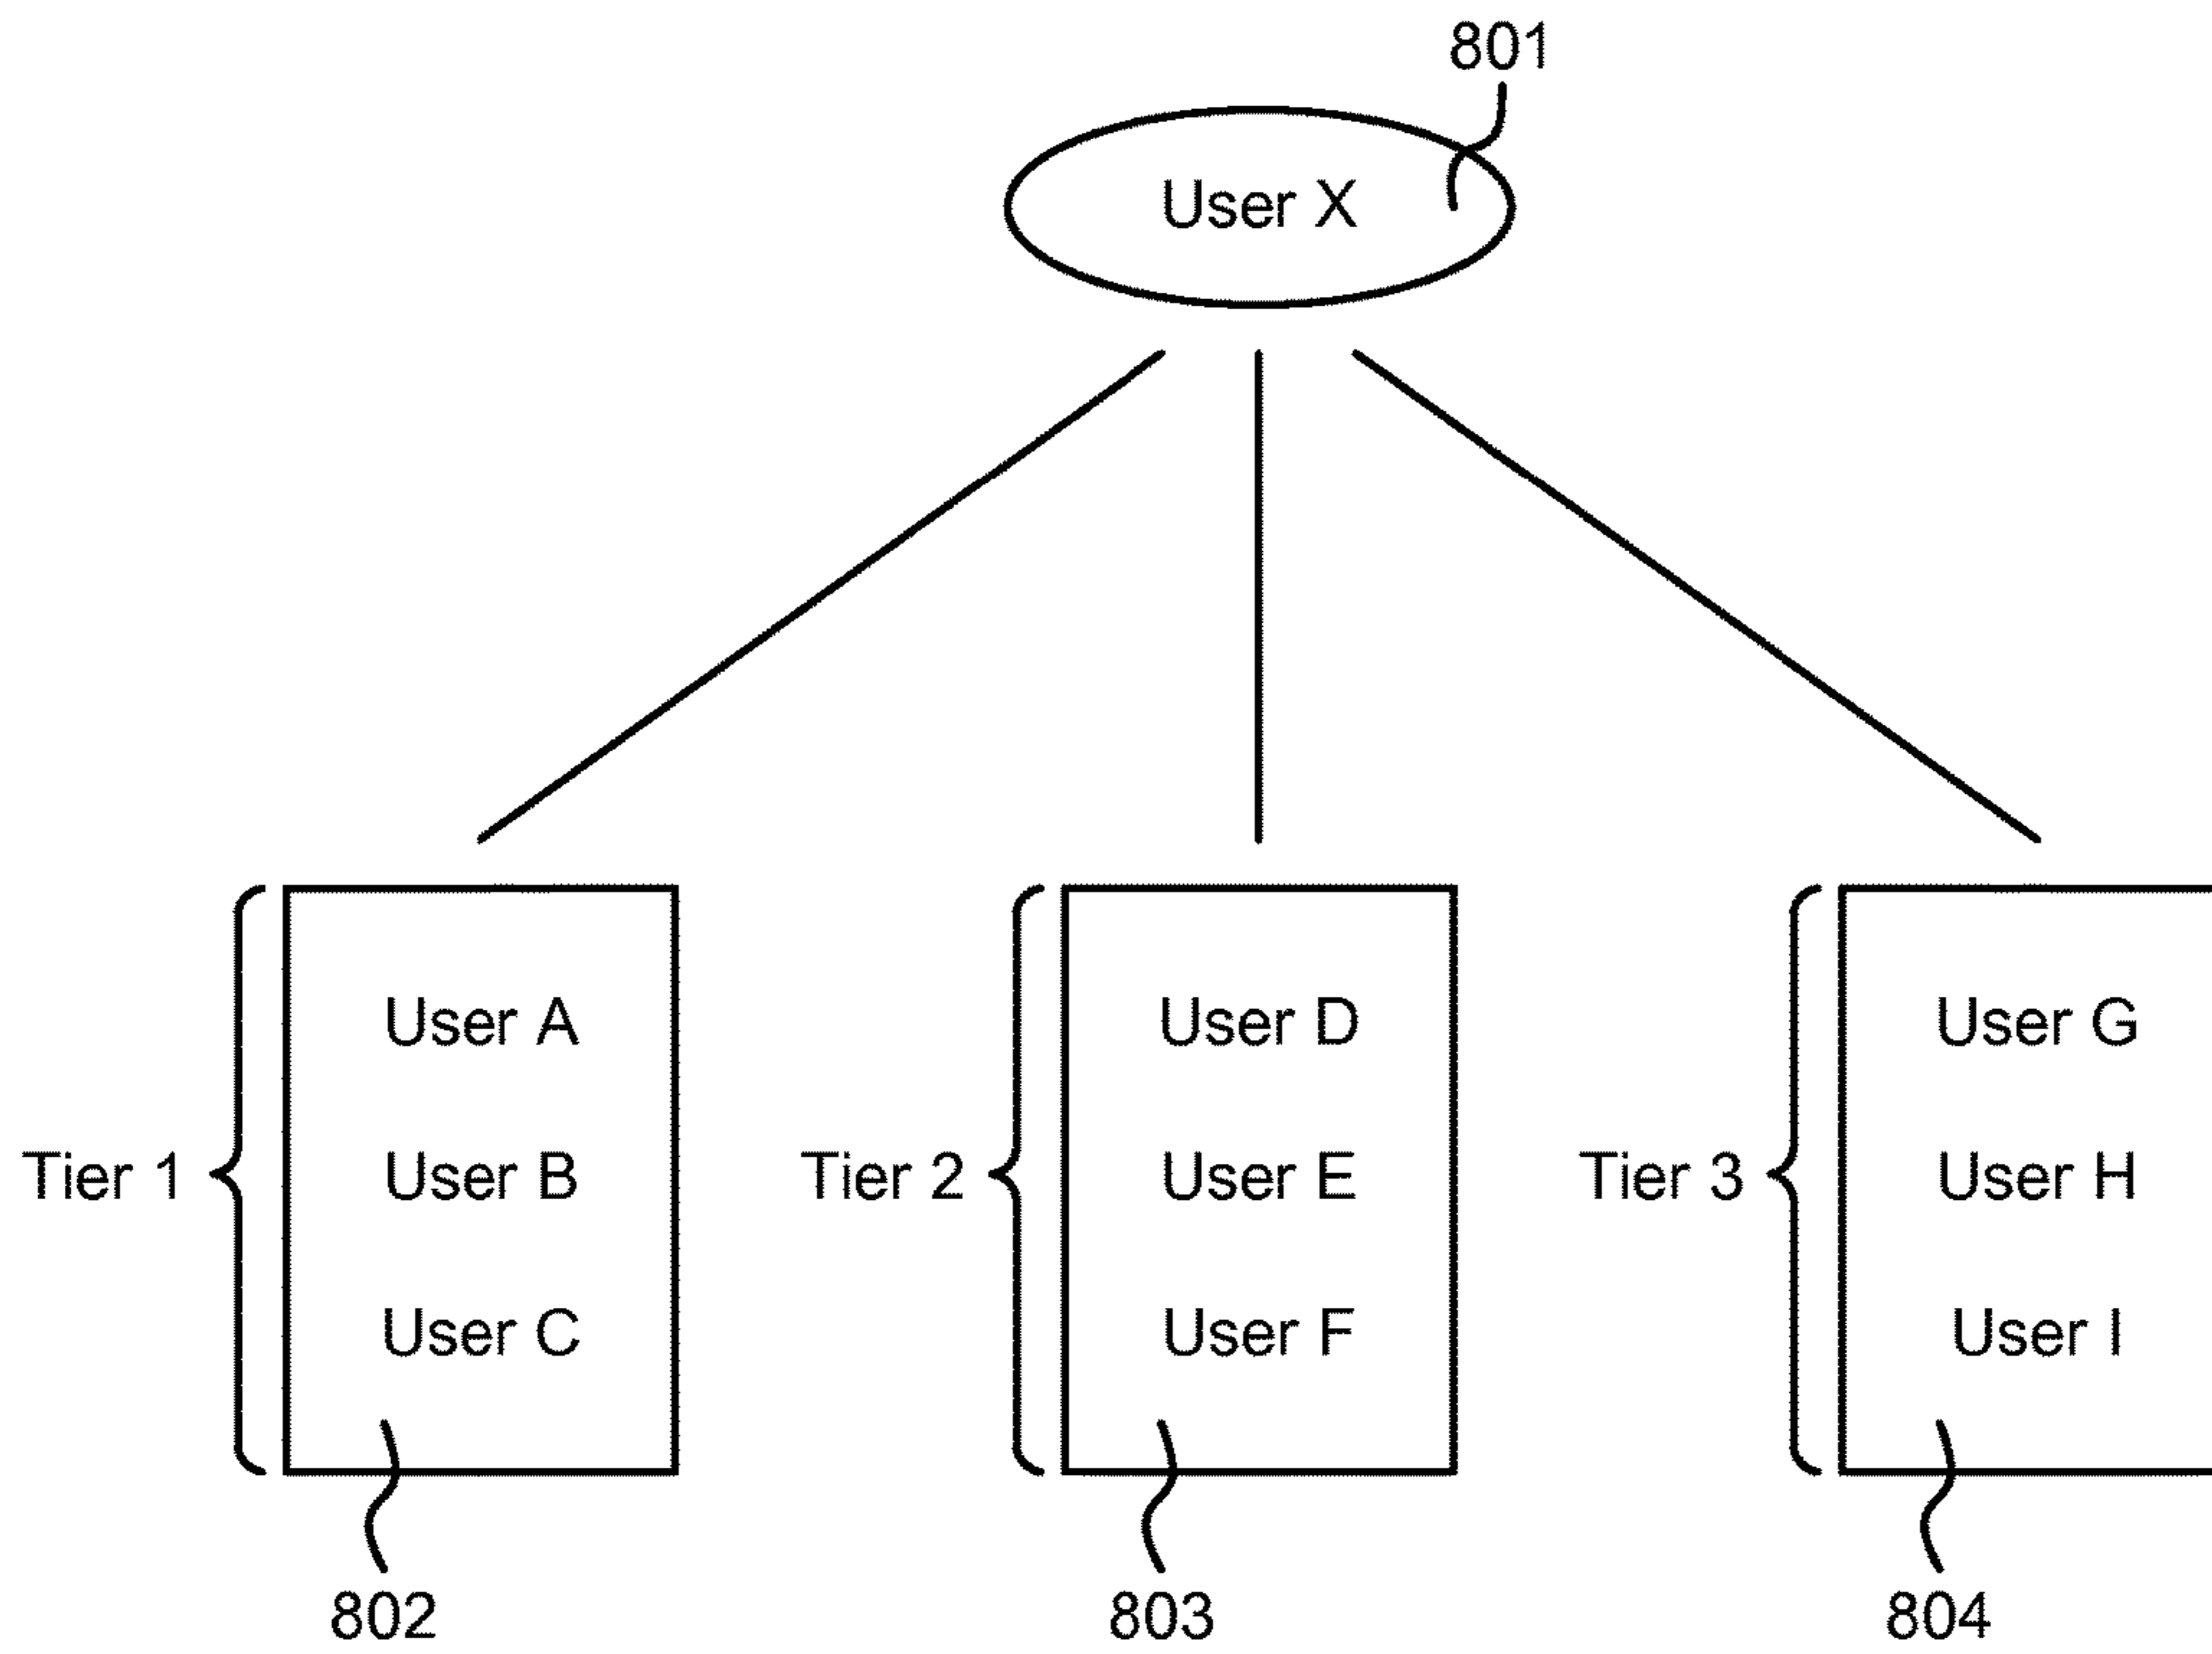 801
User X
Tier 1
User A
User B
User C
802
Tier 2
User D
User E
User F
803
Tier 3
User G
User H
User I
804